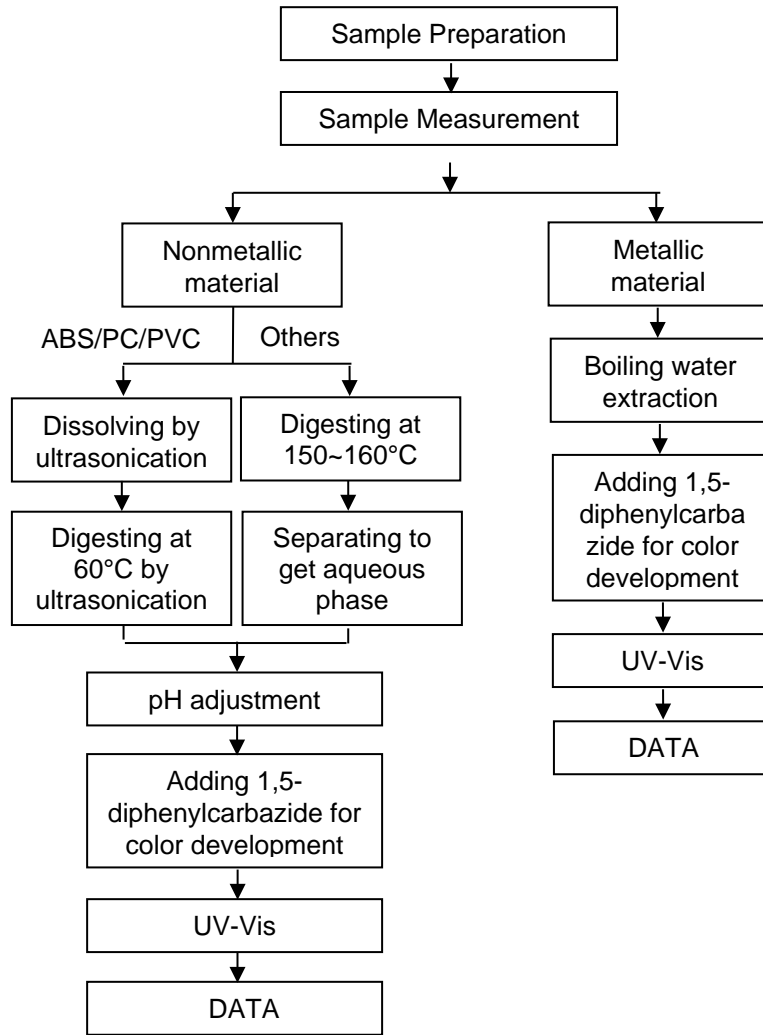 Sample Preparation
Sample Measurement
Nonmetallic
material
Metallic
material
ABS/PC/PVC
Others
Dissolving by
ultrasonication
Digesting at
150~160°C
Boiling water
extraction
Digesting at
60°C by
ultrasonication
Separating to
get aqueous
phase
Adding 1,5-
diphenylcarba
zide for color
development
pH adjustment
UV-Vis
Adding 1,5-
diphenylcarbazide for
color development
DATA
UV-Vis
DATA